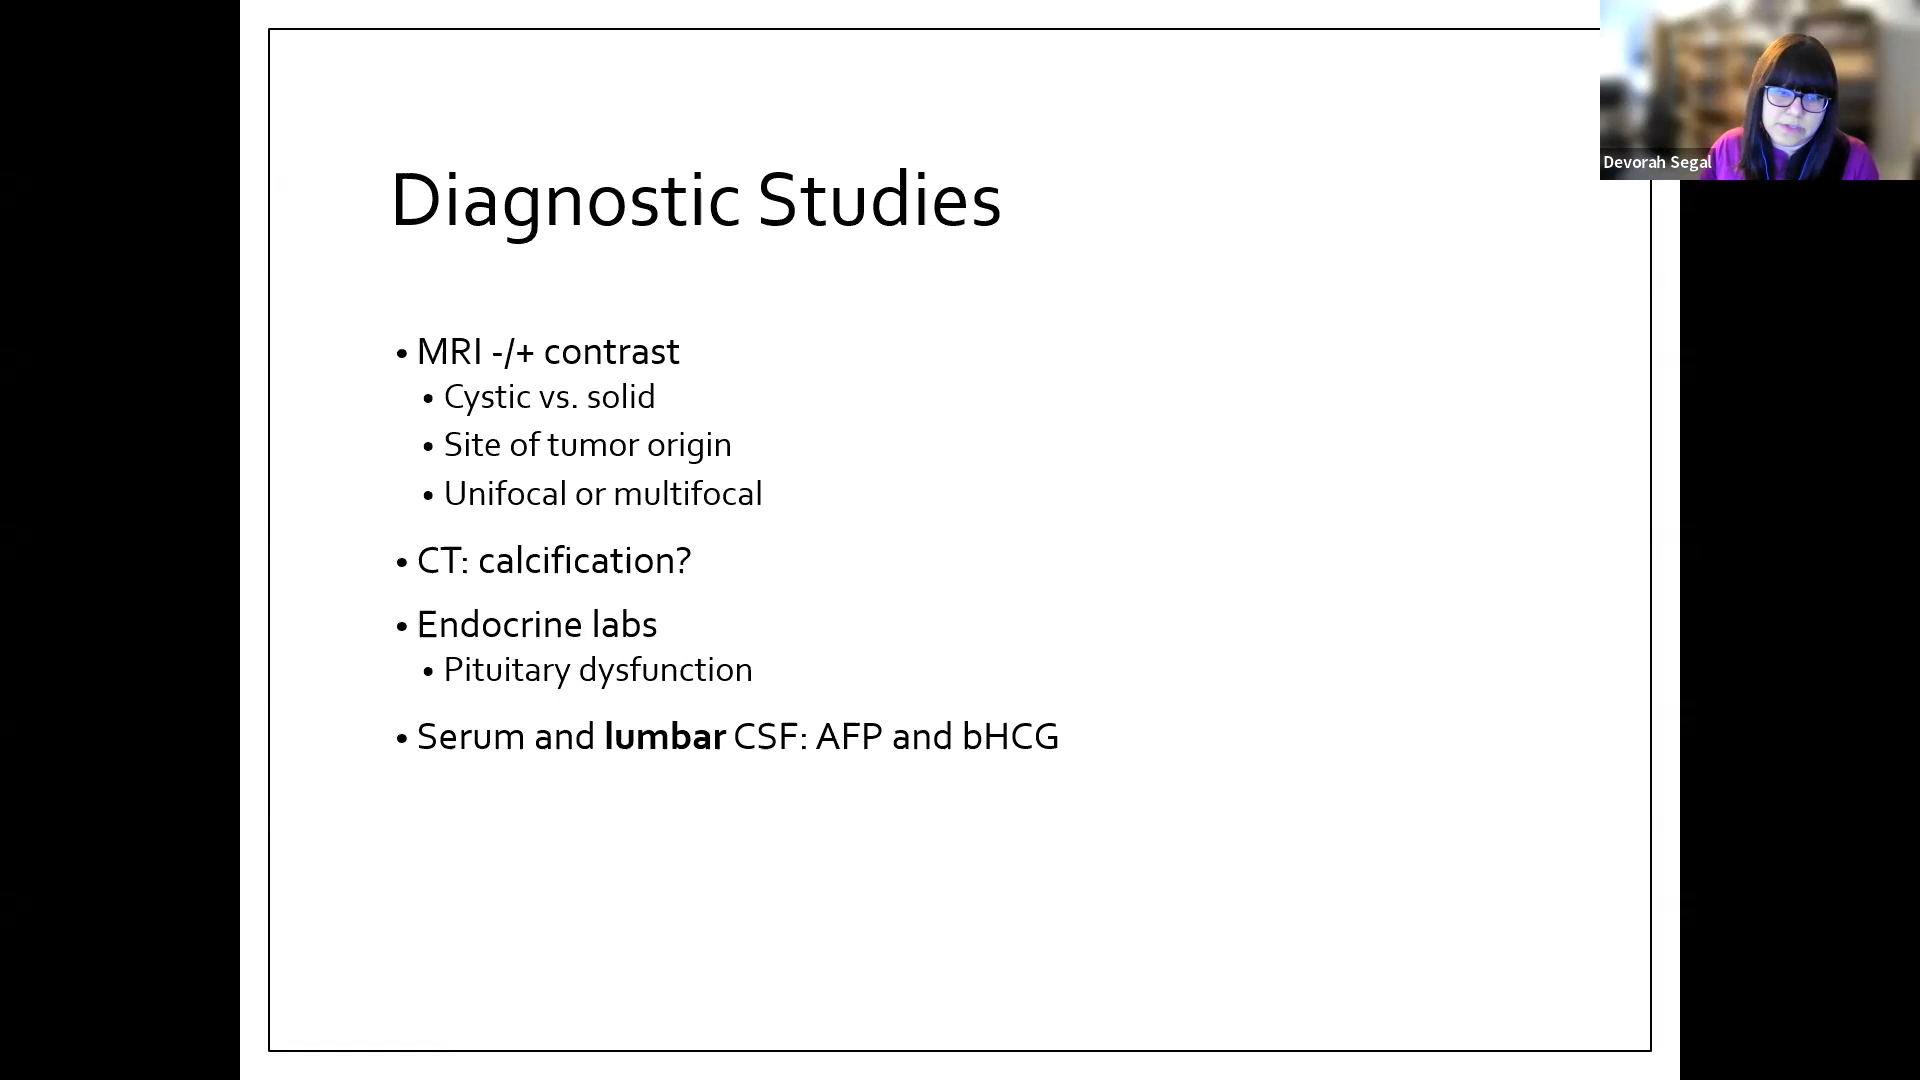 Diagnostic Studies
• MRI -/+ contrast
• Cystic vs. solid
• Site of tumor origin
• Unifocal or multifocal
• CT: calcification?
• Endocrine labs
• Pituitary dysfunction
• Serum and lumbar CSF: AFP and bHCG
Devorah Segal